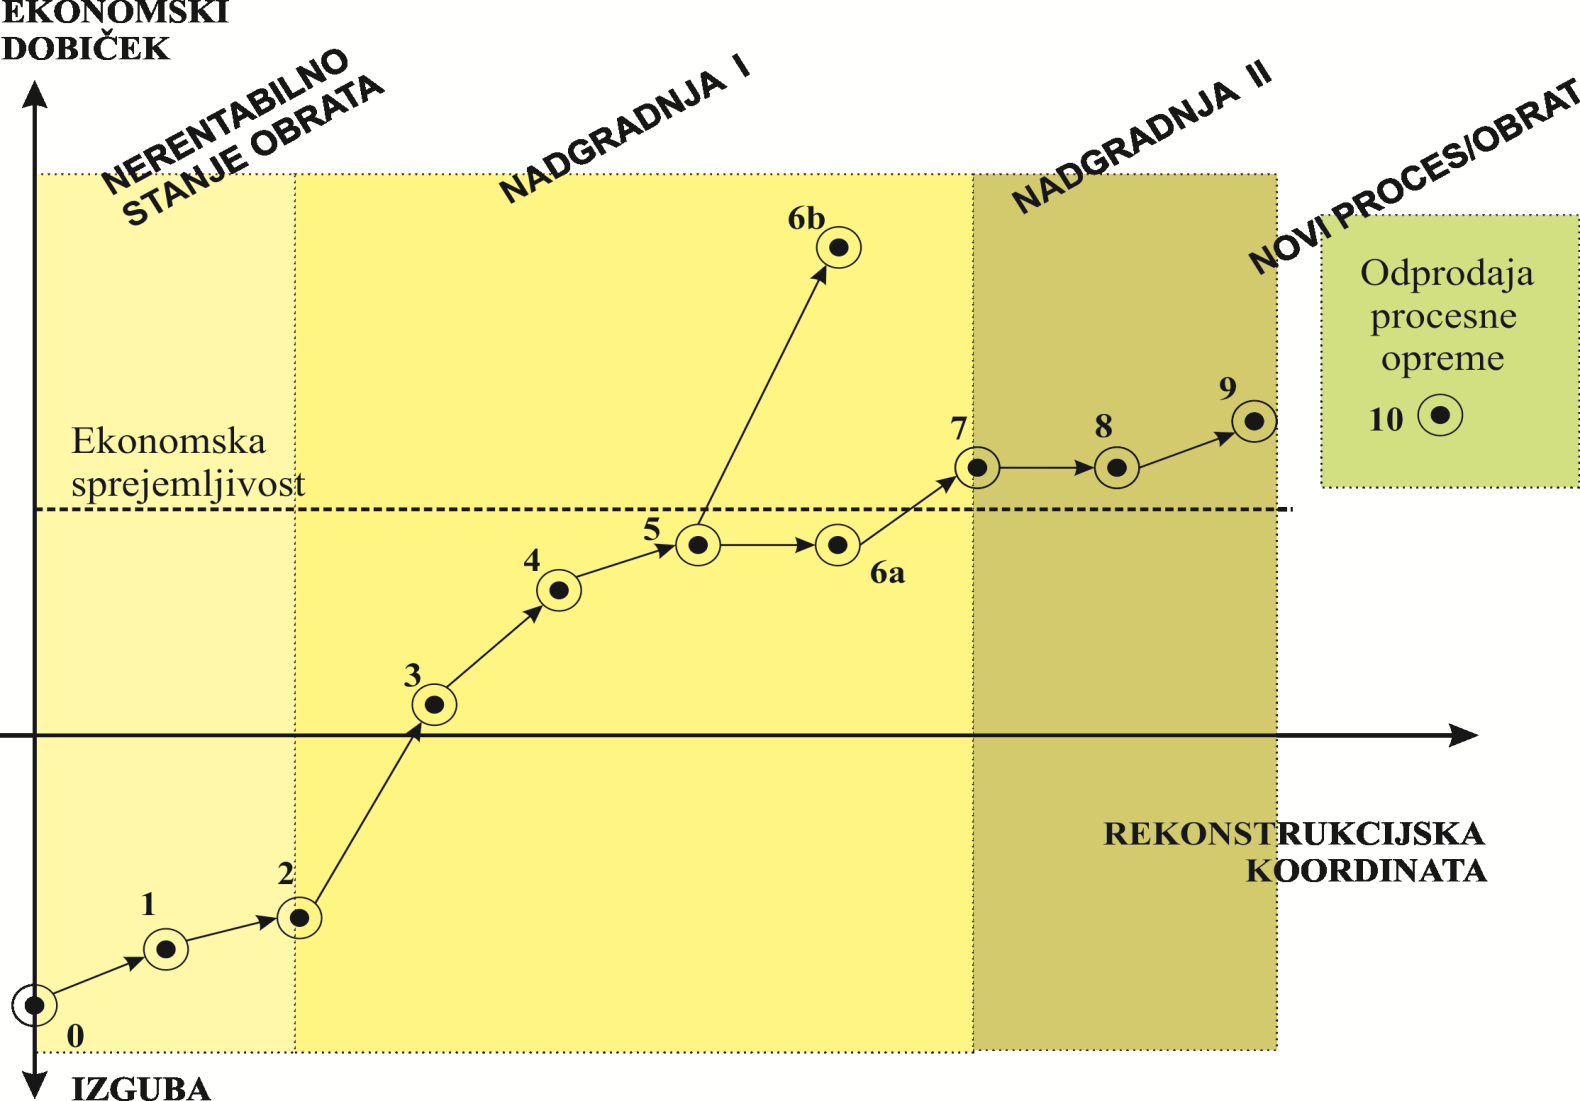 EKONOMSKI
DOBIČEK
NERENTABILNO
STANJE OBRATA
NADGRADNJA I
NADGRADNJA II
NOVI PROCES/OBRAT
6b
Odprodaja
procesne
opreme
10
9
8
7
Ekonomska
sprejemljivost
5
4
6a
3
REKONSTRUKCIJSKA
KOORDINATA
2
1
0
IZGUBA